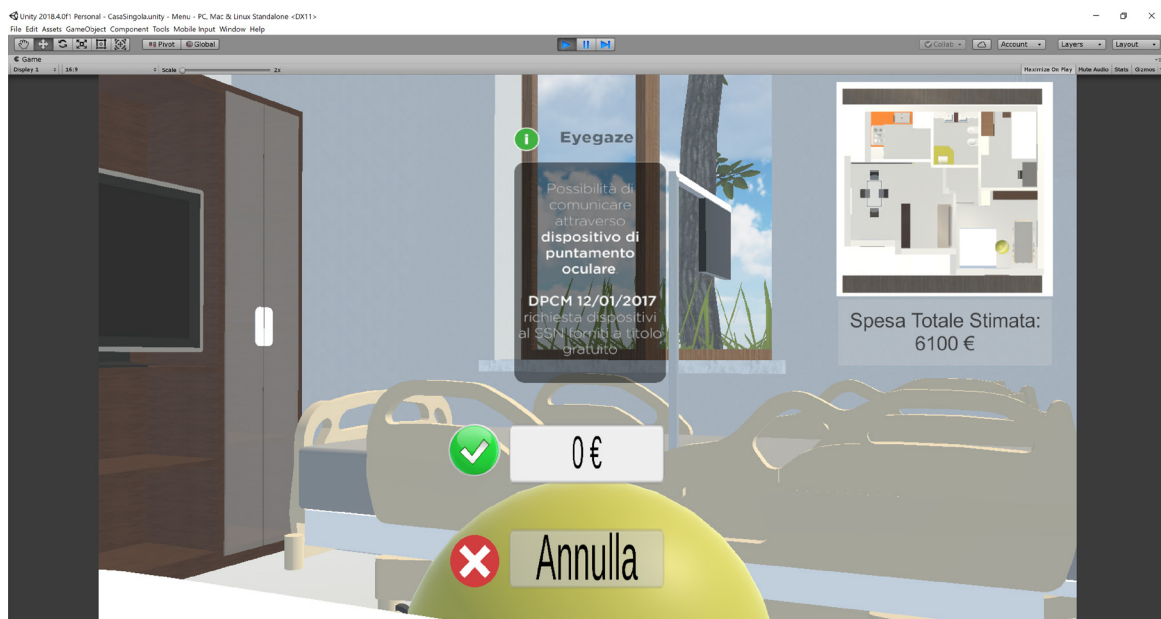 Unity 2018.4.0f1 Personal - CasaSingola.unity - Menu - PC, Mac & Linux Standalone <DX11>
File Edit Assets GameObject Component Tools Mobile Input Window Help
Pivot Global
Collab Account Layers Layout
Game
Display 1 16:9 Scale 2x
Maximize On Play Mute Audio Stats Gizmos
i Eyegaze
Possibilità di
comunicare
attraverso
dispositivo di
puntamento
oculare
DPCM 12/01/2017
richiesta dispositivi
al SSN forniti a titolo
gratuito
Spesa Totale Stimata:
6100 €
0 €
Annulla